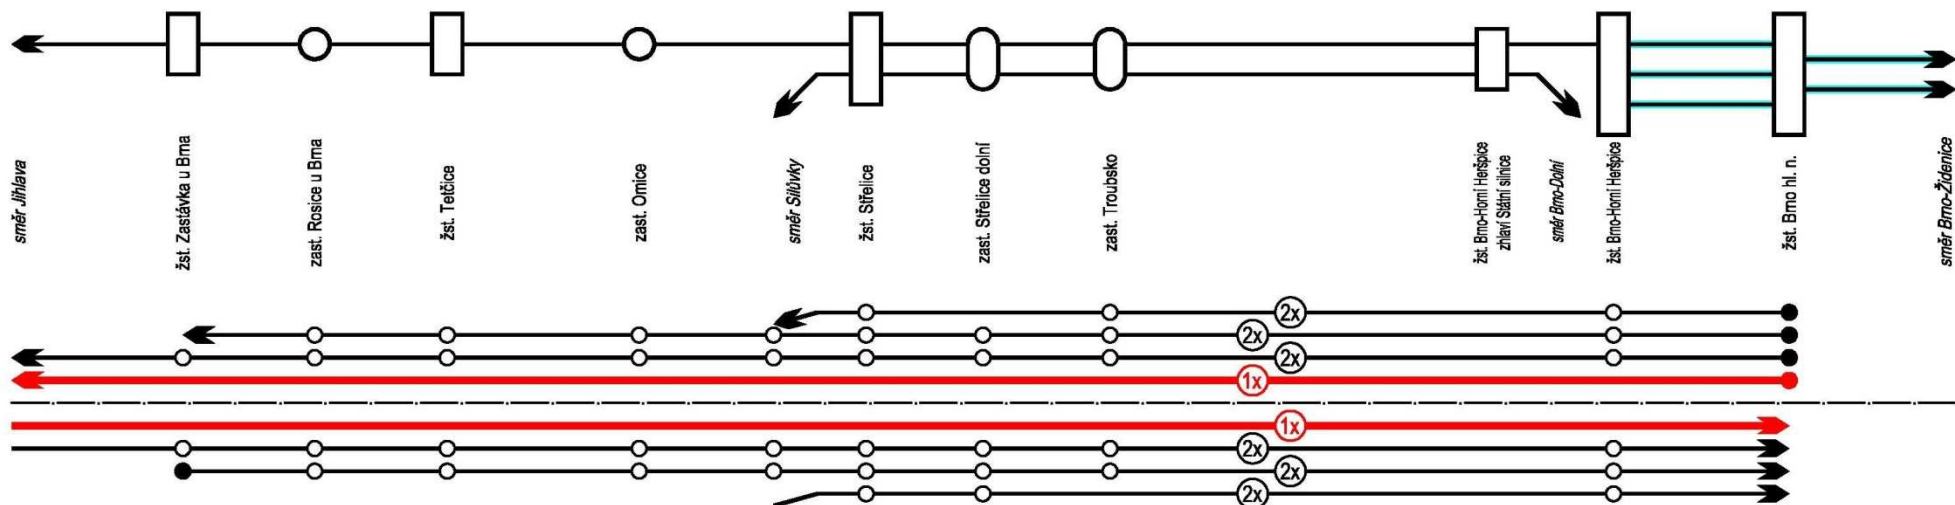 směr Jihlava
žst. Zastávka u Brna
zast. Rosice u Brna
žst. Tetčice
zast. Omice
směr Silůvky
žst. Střelice
zast. Střelice dolní
zast. Troubsko
žst. Brno-Horní Heršpice
zhlaví Státní silnice
směr Brno-Dolní
žst. Brno-Horní Heršpice
žst. Brno hl. n.
směr Brno-Židenice
2x
2x
2x
1x
1x
2x
2x
2x